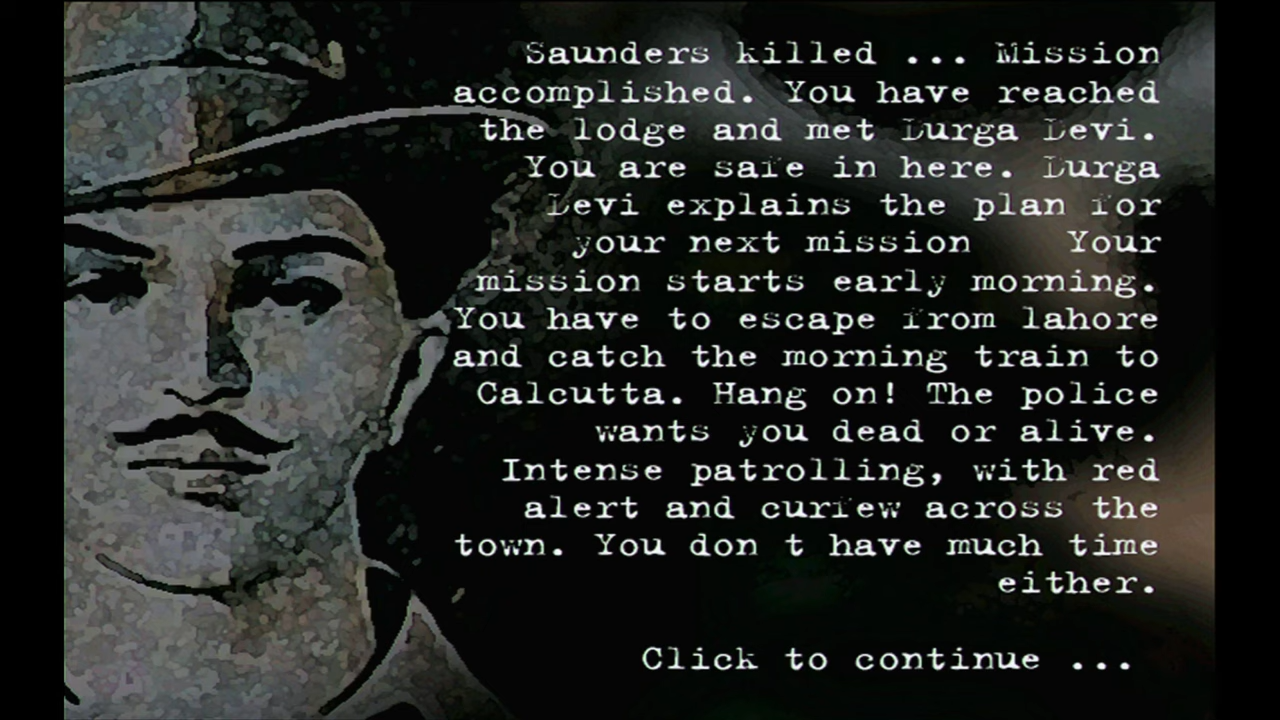 Saunders killed ... Mission
accomplished. You have reached
the lodge and met Durga Devi.
You are safe in here. Durga
Devi explains the plan for
your next mission    Your
mission starts early morning.
You have to escape from lahore
and catch the morning train to
Calcutta. Hang on! The police
wants you dead or alive.
Intense patrolling, with red
alert and curfew across the
town. You don t have much time
either.
Click to continue ...